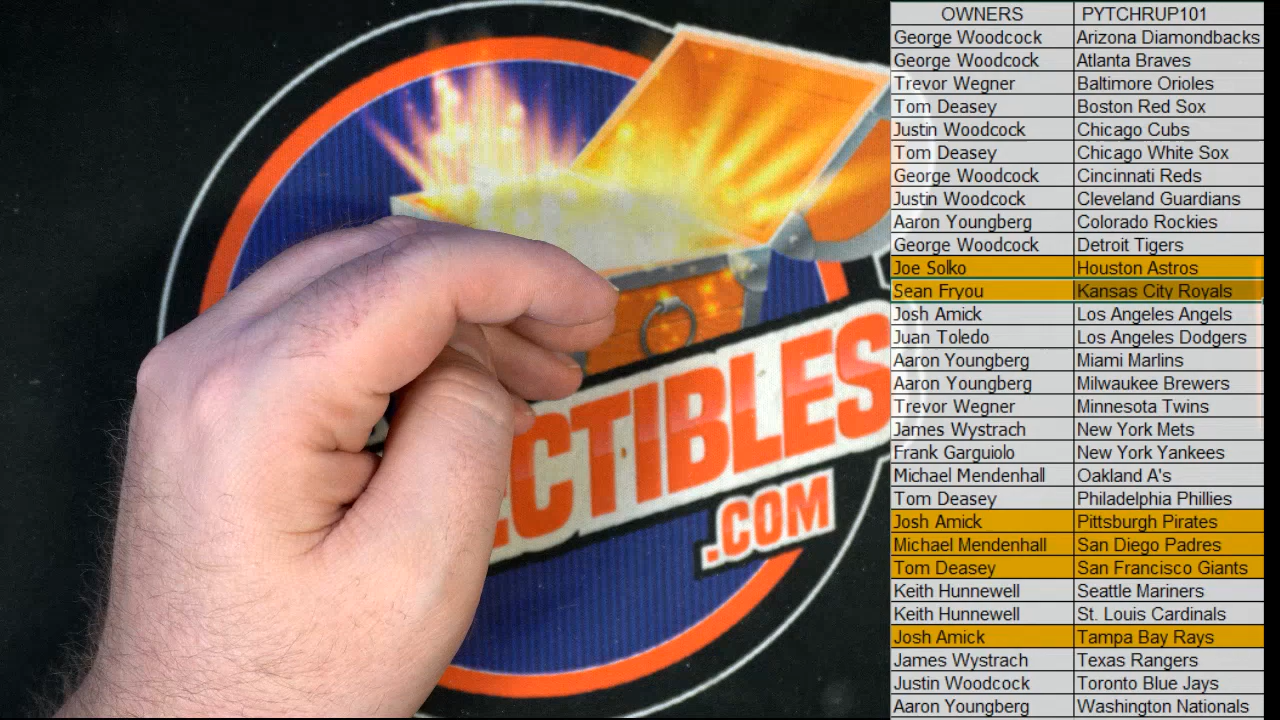 ECTIBLES
.COM
OWNERS PYTCHRUP101
George Woodcock Arizona Diamondbacks
George Woodcock Atlanta Braves
Trevor Wegner Baltimore Orioles
Tom Deasey Boston Red Sox
Justin Woodcock Chicago Cubs
Tom Deasey Chicago White Sox
George Woodcock Cincinnati Reds
Justin Woodcock Cleveland Guardians
Aaron Youngberg Colorado Rockies
George Woodcock Detroit Tigers
Joe Solko Houston Astros
Sean Fryou Kansas City Royals
Josh Amick Los Angeles Angels
Juan Toledo Los Angeles Dodgers
Aaron Youngberg Miami Marlins
Aaron Youngberg Milwaukee Brewers
Trevor Wegner Minnesota Twins
James Wystrach New York Mets
Frank Garguiolo New York Yankees
Michael Mendenhall Oakland A's
Tom Deasey Philadelphia Phillies
Josh Amick Pittsburgh Pirates
Michael Mendenhall San Diego Padres
Tom Deasey San Francisco Giants
Keith Hunnewell Seattle Mariners
Keith Hunnewell St. Louis Cardinals
Josh Amick Tampa Bay Rays
James Wystrach Texas Rangers
Justin Woodcock Toronto Blue Jays
Aaron Youngberg Washington Nationals